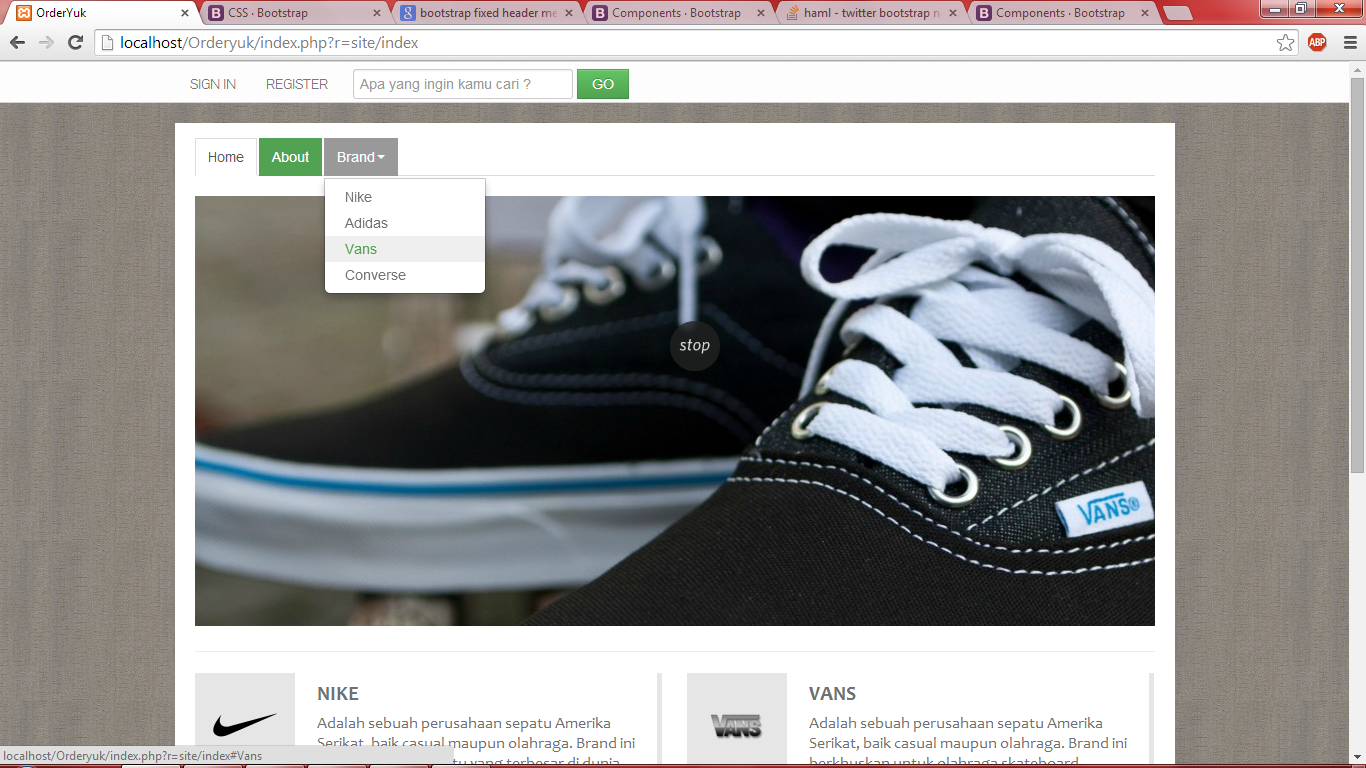 OrderYuk
CSS · Bootstrap
bootstrap fixed header me
Components · Bootstrap
haml - twitter bootstrap n
Components · Bootstrap
localhost/Orderyuk/index.php?r=site/index
ABP
SIGN IN
REGISTER
Apa yang ingin kamu cari ?
GO
Home
About
Brand
Nike
Adidas
Vans
Converse
stop
VANS®
NIKE
Adalah sebuah perusahaan sepatu Amerika
Serikat, baik casual maupun olahraga. Brand ini
yang terbesar di dunia
VANS
VANS
Adalah sebuah perusahaan sepatu Amerika
Serikat, baik casual maupun olahraga. Brand ini
berkhuskan untuk olahraga skateboard
localhost/Orderyuk/index.php?r=site/index#Vans